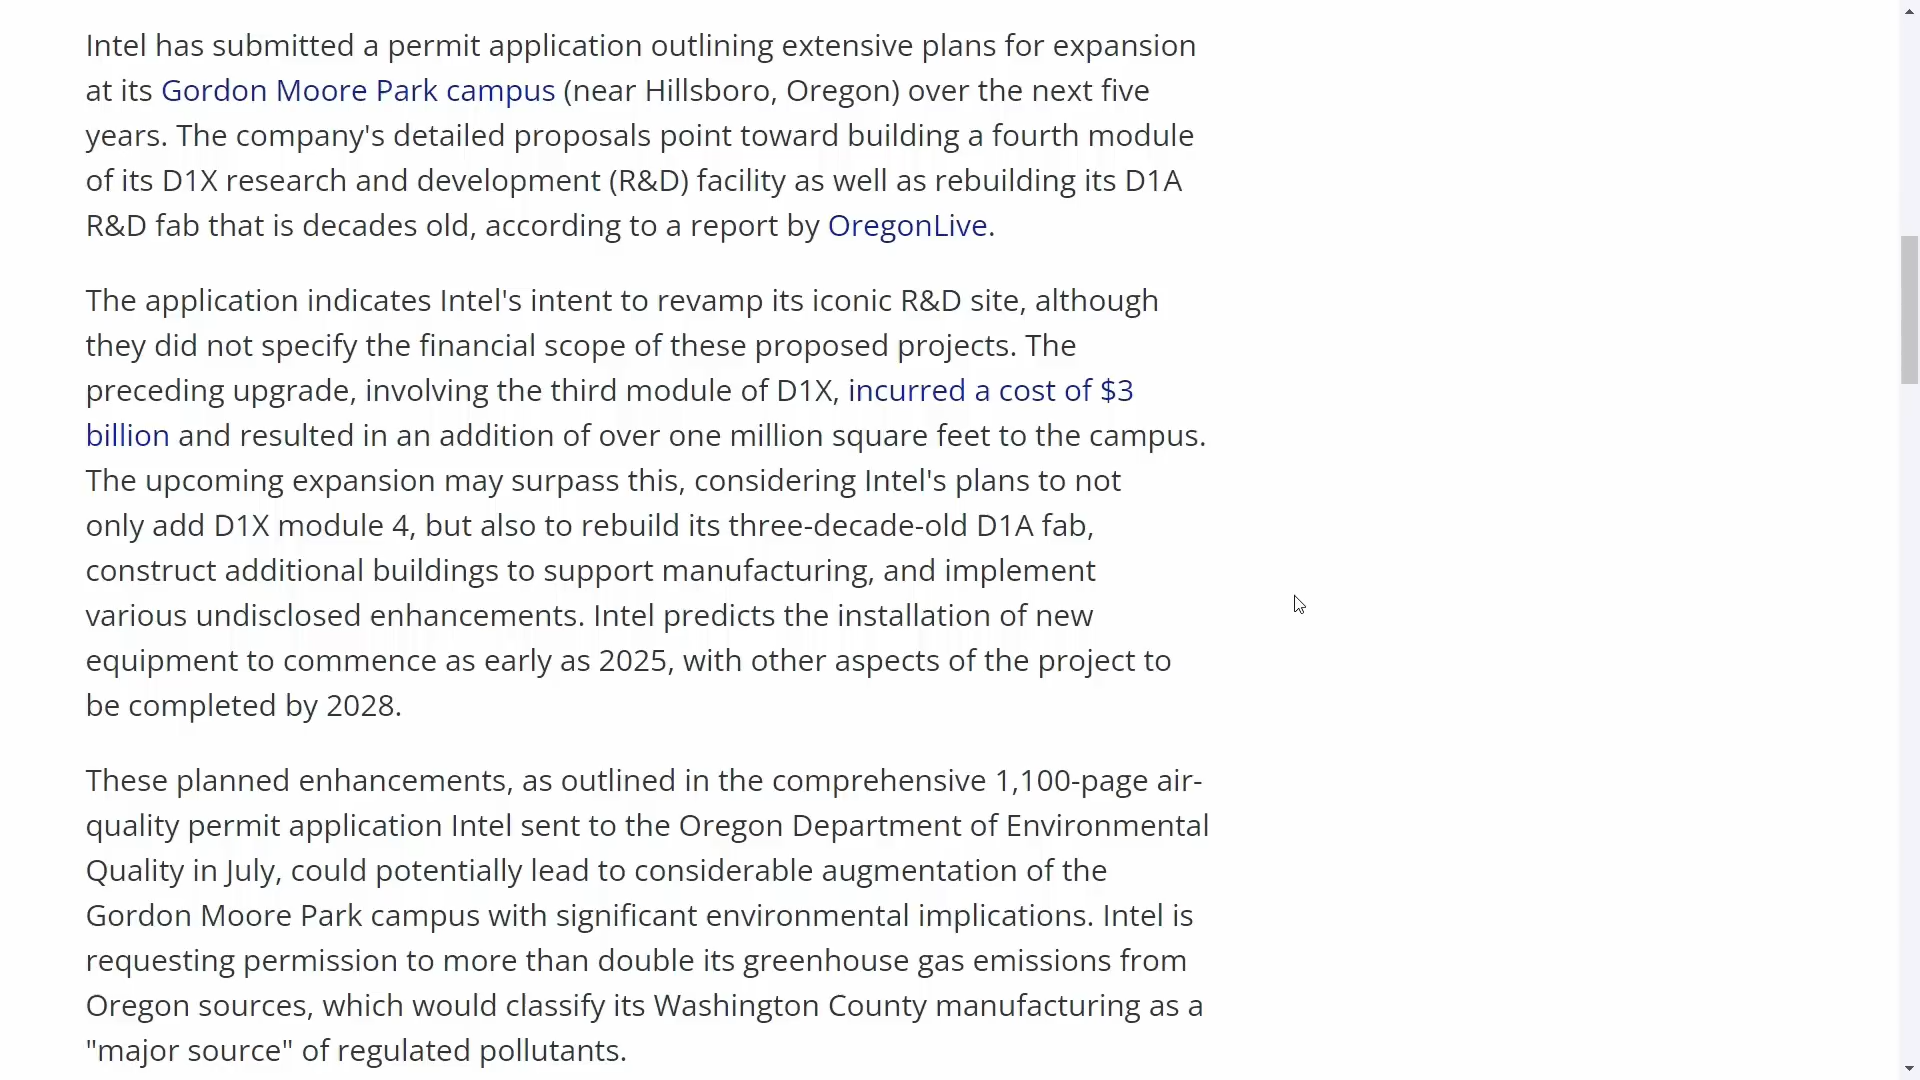 Intel has submitted a permit application outlining extensive plans for expansion
at its Gordon Moore Park campus (near Hillsboro, Oregon) over the next five
years. The company's detailed proposals point toward building a fourth module
of its D1X research and development (R&D) facility as well as rebuilding its D1A
R&D fab that is decades old, according to a report by OregonLive.
The application indicates Intel's intent to revamp its iconic R&D site, although
they did not specify the financial scope of these proposed projects. The
preceding upgrade, involving the third module of D1X, incurred a cost of $3
billion and resulted in an addition of over one million square feet to the campus.
The upcoming expansion may surpass this, considering Intel's plans to not
only add D1X module 4, but also to rebuild its three-decade-old D1A fab,
construct additional buildings to support manufacturing, and implement
various undisclosed enhancements. Intel predicts the installation of new
equipment to commence as early as 2025, with other aspects of the project to
be completed by 2028.
These planned enhancements, as outlined in the comprehensive 1,100-page air-
quality permit application Intel sent to the Oregon Department of Environmental
Quality in July, could potentially lead to considerable augmentation of the
Gordon Moore Park campus with significant environmental implications. Intel is
requesting permission to more than double its greenhouse gas emissions from
Oregon sources, which would classify its Washington County manufacturing as a
"major source" of regulated pollutants.